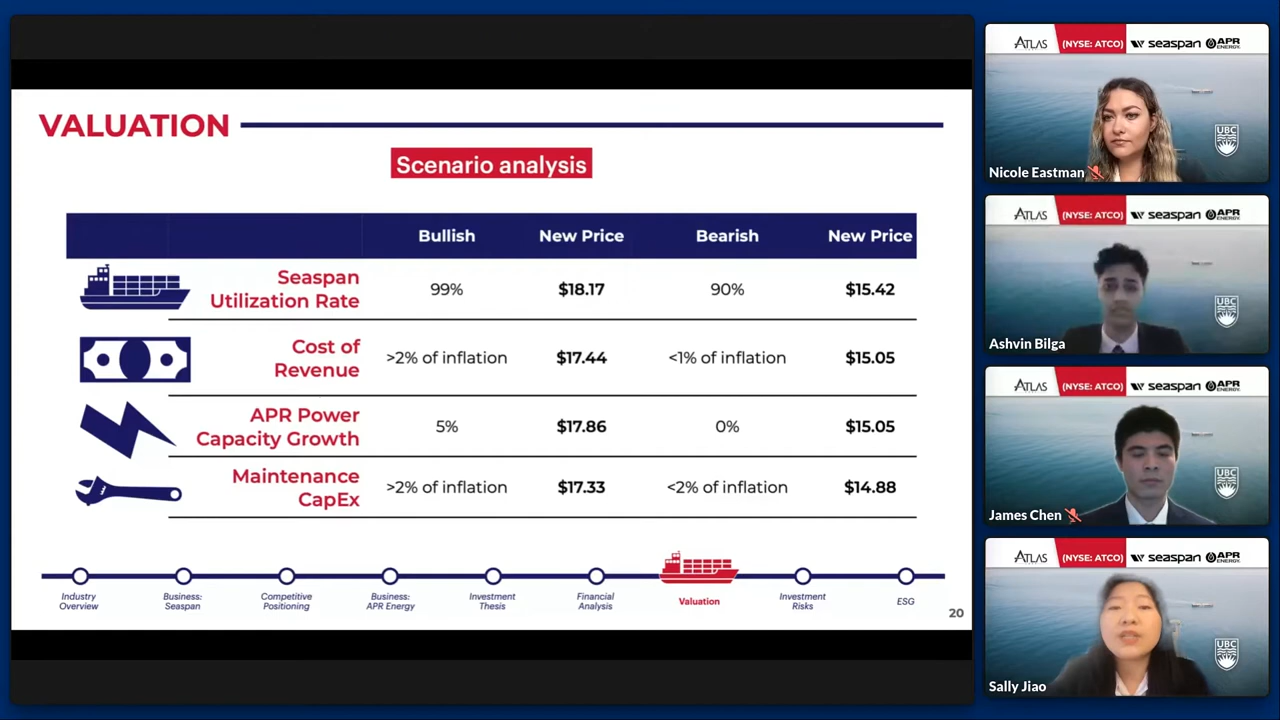 VALUATION
Scenario analysis
Bullish New Price Bearish New Price
Seaspan
Utilization Rate
99% $18.17 90% $15.42
Cost of
Revenue
>2% of inflation $17.44 <1% of inflation $15.05
APR Power
Capacity Growth
5% $17.86 0% $15.05
Maintenance
CapEx
>2% of inflation $17.33 <2% of inflation $14.88
Industry
Overview
Business:
Seaspan
Competitive
Positioning
Business:
APR Energy
Investment
Thesis
Financial
Analysis
Valuation
Investment
Risks
ESG
20
ATLAS (NYSE: ATCO) seaspan APR ENERGY
UBC
Nicole Eastman
ATLAS (NYSE: ATCO) seaspan APR ENERGY
UBC
Ashvin Bilga
ATLAS (NYSE: ATCO) seaspan APR ENERGY
UBC
James Chen
ATLAS (NYSE: ATCO) seaspan APR ENERGY
UBC
Sally Jiao